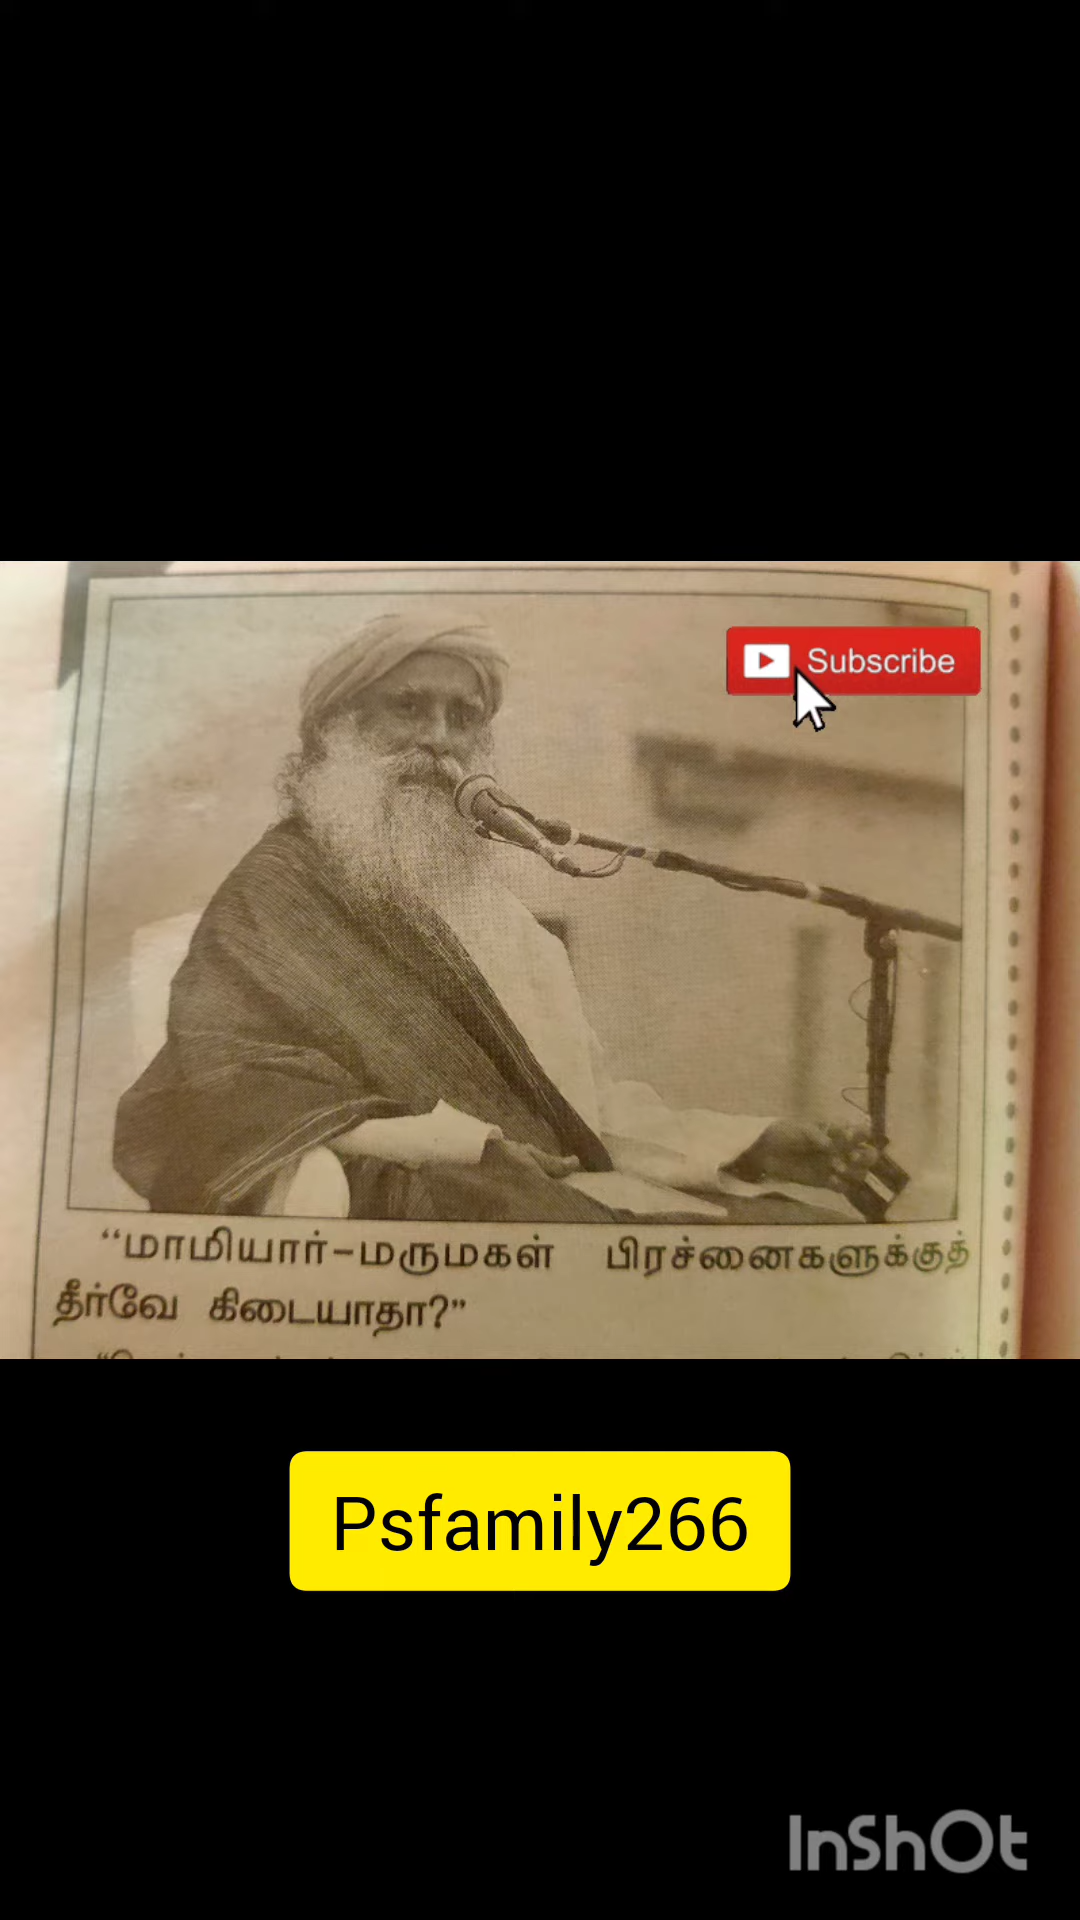 Subscribe
“மாமியார்–மருமகள் பிரச்னைகளுக்குத்
தீர்வே கிடையாதா?”
Psfamily266
InShOt